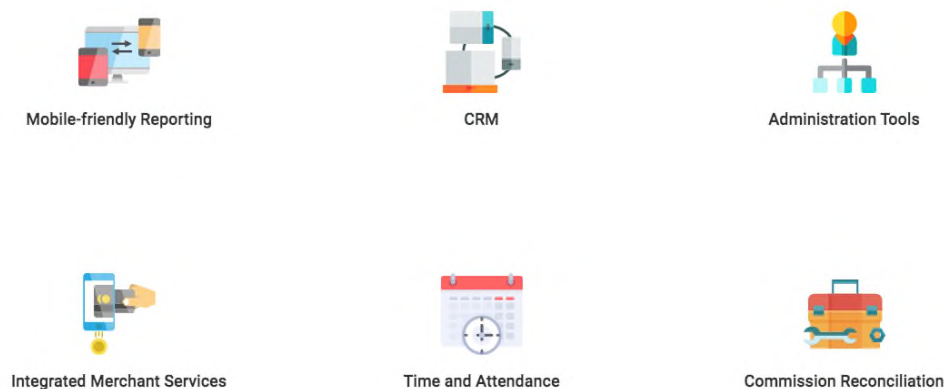 Mobile-friendly Reporting
CRM
Administration Tools
Integrated Merchant Services
Time and Attendance
Commission Reconciliation